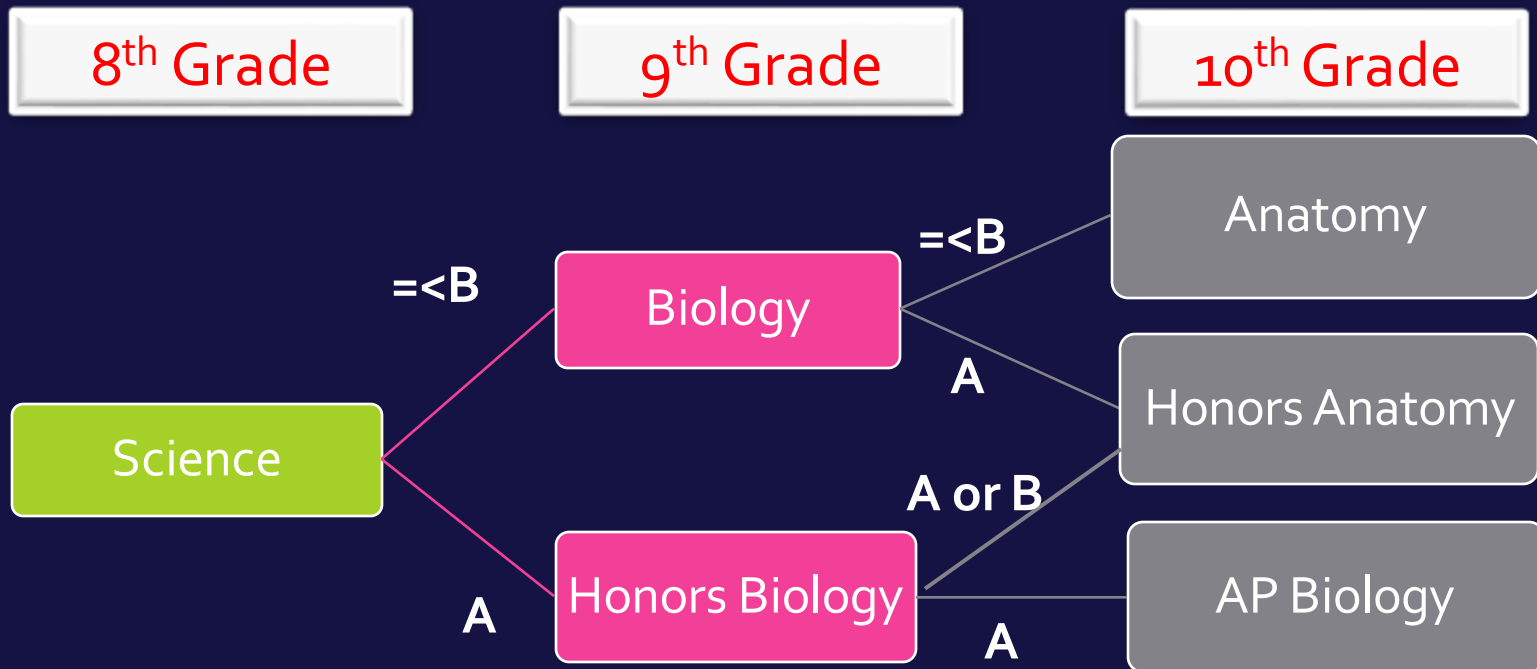 8th Grade
9th Grade
10th Grade
Anatomy
=<B
=<B
Biology
A
Honors Anatomy
Science
A or B
Honors Biology
AP Biology
A
A